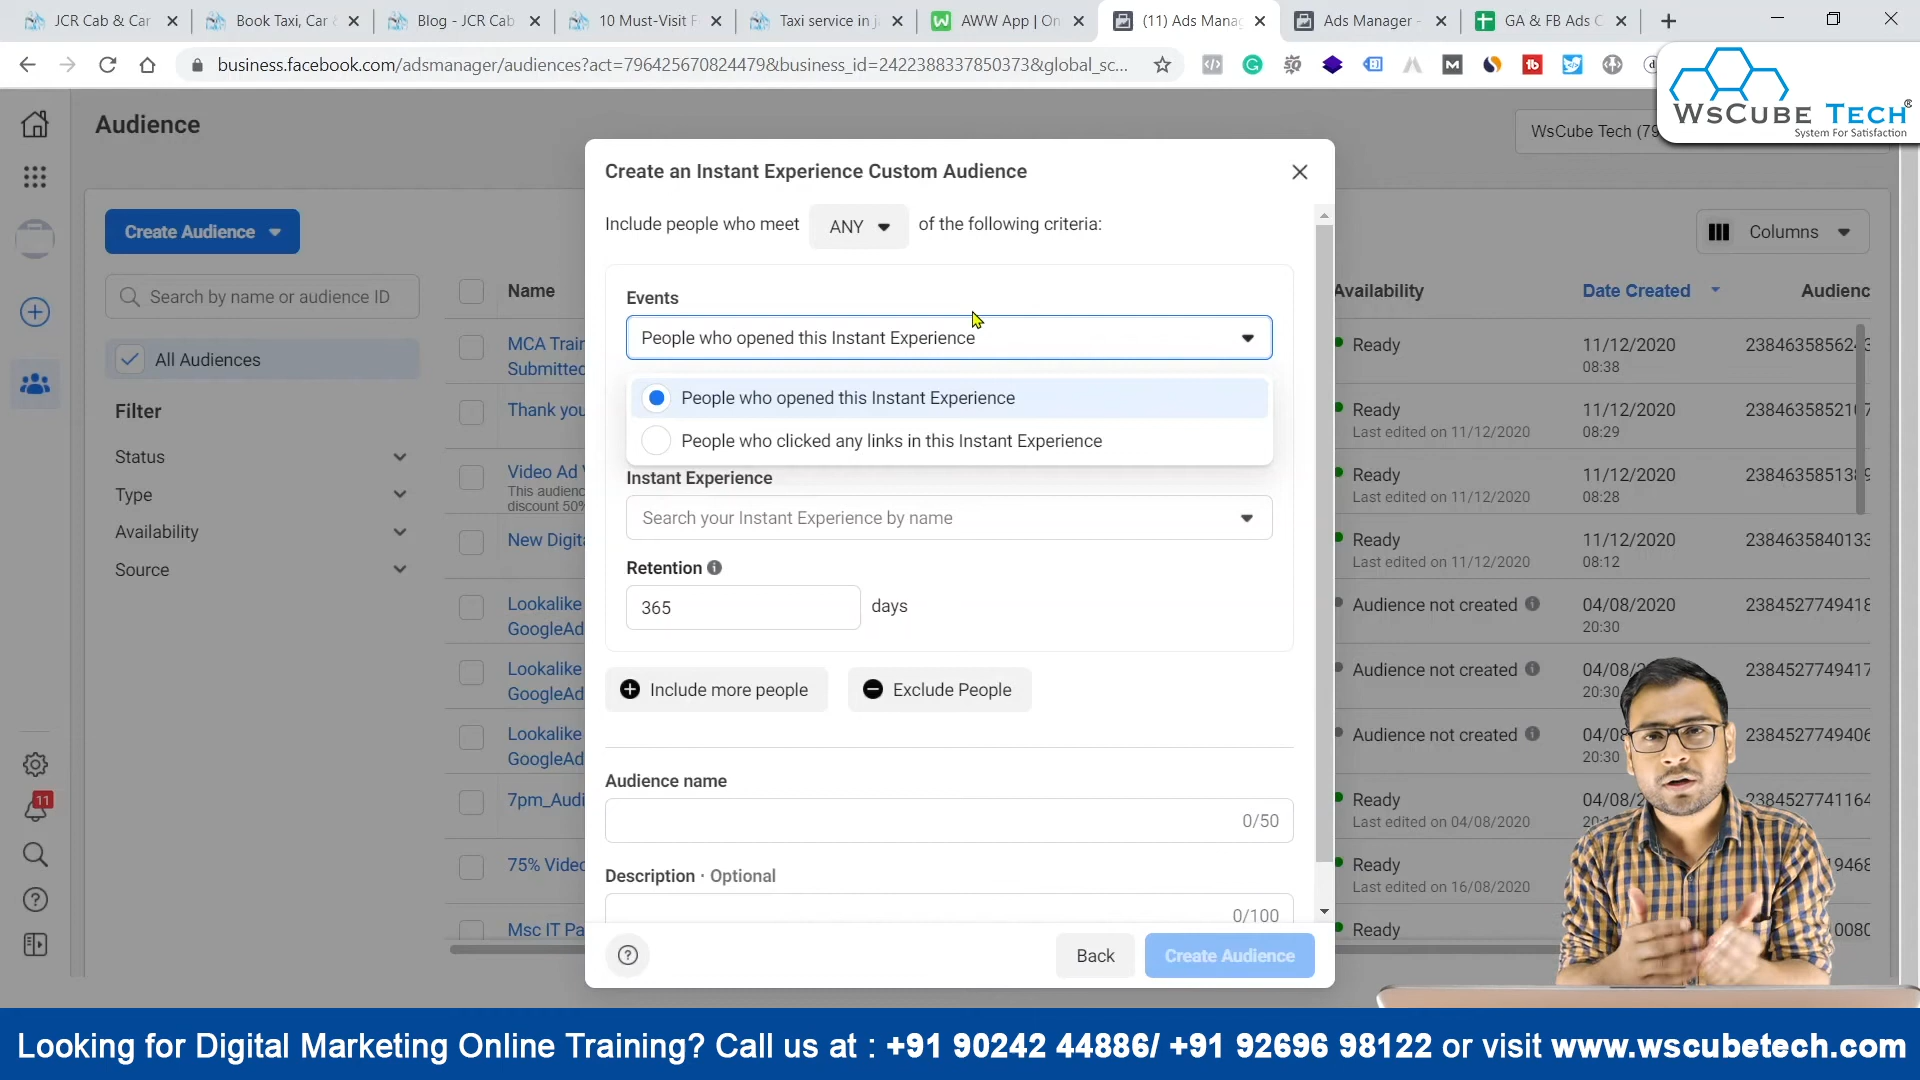 JCR Cab & Car
Book Taxi, Car
Blog - JCR Cab
10 Must-Visit F
Taxi service in j
AWW App | On
(11) Ads Manag
Ads Manager -
GA & FB Ads C
business.facebook.com/adsmanager/audiences?act=796425670824479&business_id=242238837850373&global_sc...
WsCube Tech®
System For Satisfaction
Audience
WsCube Tech (79
Create Audience
Search by name or audience ID
All Audiences
Filter
Status
Type
Availability
Source
11
Name
MCA Train
Submitted
Thank you
Video Ad
This audienc
discount 50%
New Digita
Lookalike
GoogleAd
Lookalike
GoogleAd
Lookalike
GoogleAd
7pm_Audi
75% Video
Msc IT Pa
Create an Instant Experience Custom Audience
Include people who meet ANY of the following criteria:
Events
People who opened this Instant Experience
People who opened this Instant Experience
People who clicked any links in this Instant Experience
Instant Experience
Search your Instant Experience by name
Retention
365 days
Include more people
Exclude People
Audience name
0/50
Description · Optional
0/100
Back
Create Audience
Columns
Availability
Date Created
Audienc
Ready
11/12/2020
08:38
Ready
Last edited on 11/12/2020
11/12/2020
08:29
Ready
Last edited on 11/12/2020
11/12/2020
08:28
Ready
Last edited on 11/12/2020
11/12/2020
08:12
2384635840133
Audience not created
04/08/2020
20:30
2384527749418
Audience not created
04/08/2
20:30
2384527749417
Audience not created
04/08
20:30
2384527749406
Ready
Last edited on 04/08/2020
04/08/2
2384527741164
Ready
Last edited on 16/08/2020
19468
Ready
0080
Looking for Digital Marketing Online Training? Call us at : +91 90242 44886/ +91 92696 98122 or visit www.wscubetech.com